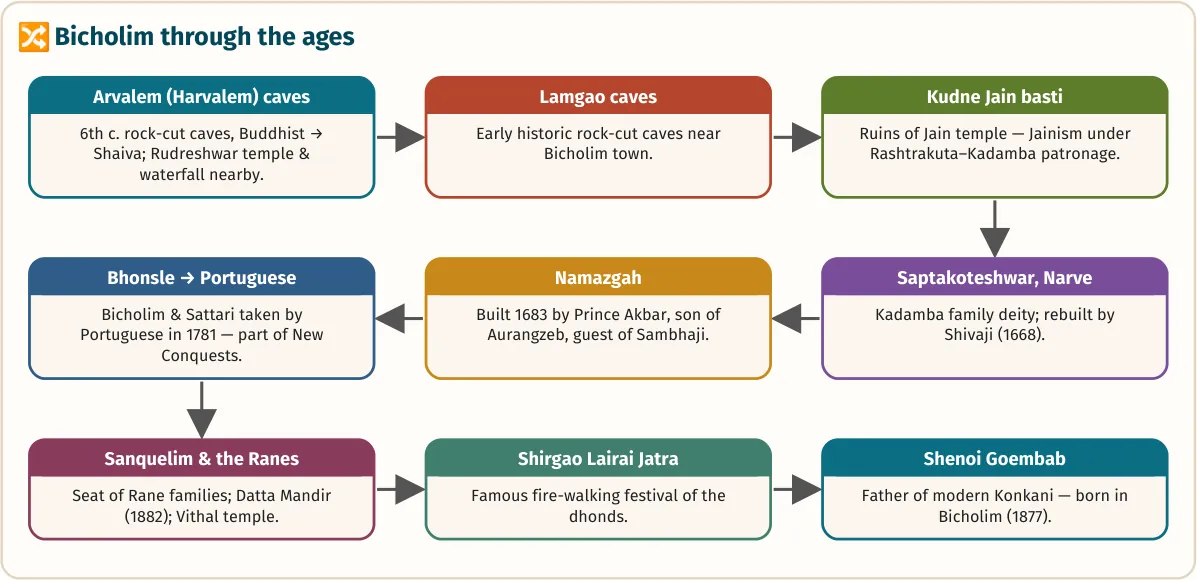 🔀 Bicholim through the ages
Arvalem (Harvalem) caves
6th c. rock-cut caves, Buddhist →
Shaiva; Rudreshwar temple &
waterfall nearby.
Lamgao caves
Early historic rock-cut caves near
Bicholim town.
Kudne Jain basti
Ruins of Jain temple — Jainism under
Rashtrakuta–Kadamba patronage.
Saptakoteshwar, Narve
Kadamba family deity; rebuilt by
Shivaji (1668).
Namazgah
Built 1683 by Prince Akbar, son of
Aurangzeb, guest of Sambhaji.
Bhonsle → Portuguese
Bicholim & Sattari taken by
Portuguese in 1781 — part of New
Conquests.
Sanquelim & the Ranes
Seat of Rane families; Datta Mandir
(1882); Vithal temple.
Shirgao Lairai Jatra
Famous fire-walking festival of the
dhonds.
Shenoi Goembab
Father of modern Konkani — born in
Bicholim (1877).